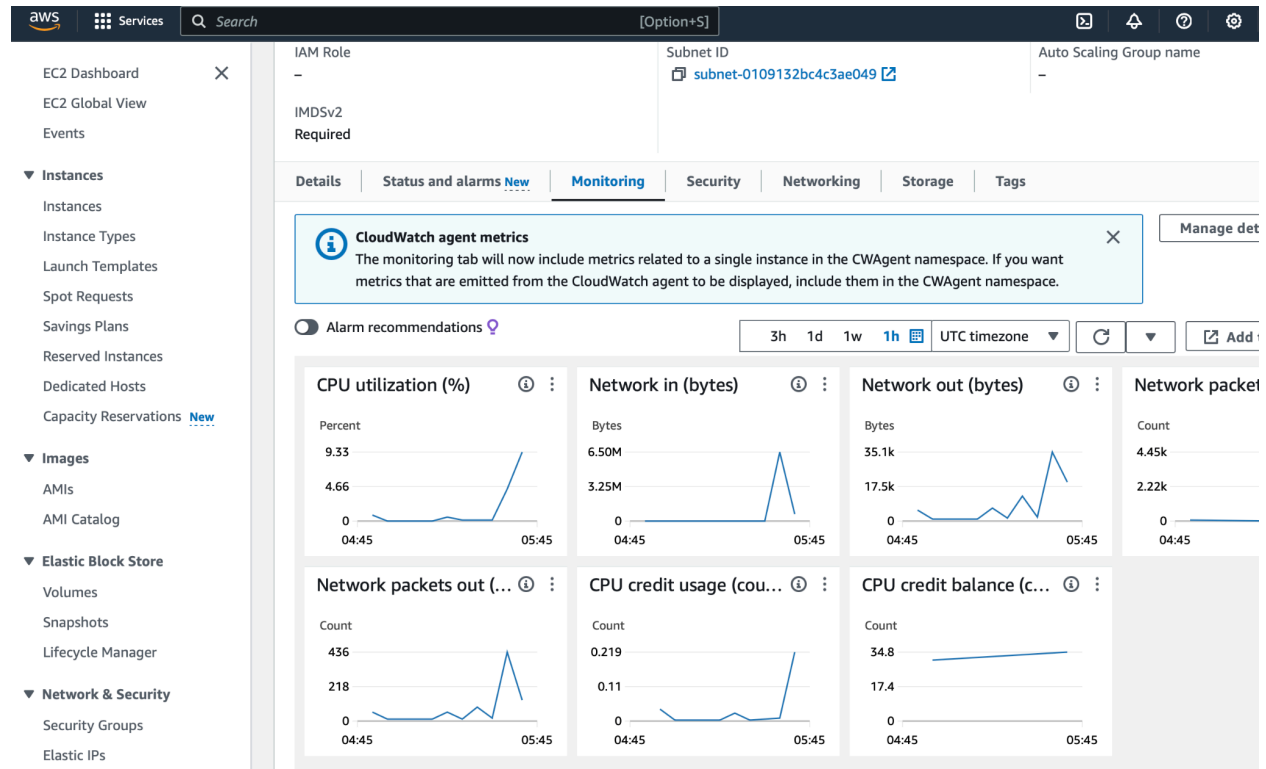 aws
Services
Search
[Option+S]
EC2 Dashboard
EC2 Global View
Events
Instances
Instances
Instance Types
Launch Templates
Spot Requests
Savings Plans
Reserved Instances
Dedicated Hosts
Capacity Reservations New
Images
AMIs
AMI Catalog
Elastic Block Store
Volumes
Snapshots
Lifecycle Manager
Network & Security
Security Groups
Elastic IPs
IAM Role
–
Subnet ID
subnet-0109132bc4c3ae049
Auto Scaling Group name
–
IMDSv2
Required
Details
Status and alarms New
Monitoring
Security
Networking
Storage
Tags
CloudWatch agent metrics
The monitoring tab will now include metrics related to a single instance in the CWAgent namespace. If you want
metrics that are emitted from the CloudWatch agent to be displayed, include them in the CWAgent namespace.
Manage det
Alarm recommendations
3h 1d 1w 1h
UTC timezone
Add
CPU utilization (%)
Percent
9.33
4.66
0
04:45 05:45
Network in (bytes)
Bytes
6.50M
3.25M
0
04:45 05:45
Network out (bytes)
Bytes
35.1k
17.5k
0
04:45 05:45
Network packet
Count
4.45k
2.22k
0
04:45
Network packets out (...
Count
436
218
0
04:45 05:45
CPU credit usage (cou...
Count
0.219
0.11
0
04:45 05:45
CPU credit balance (c...
Count
34.8
17.4
0
04:45 05:45